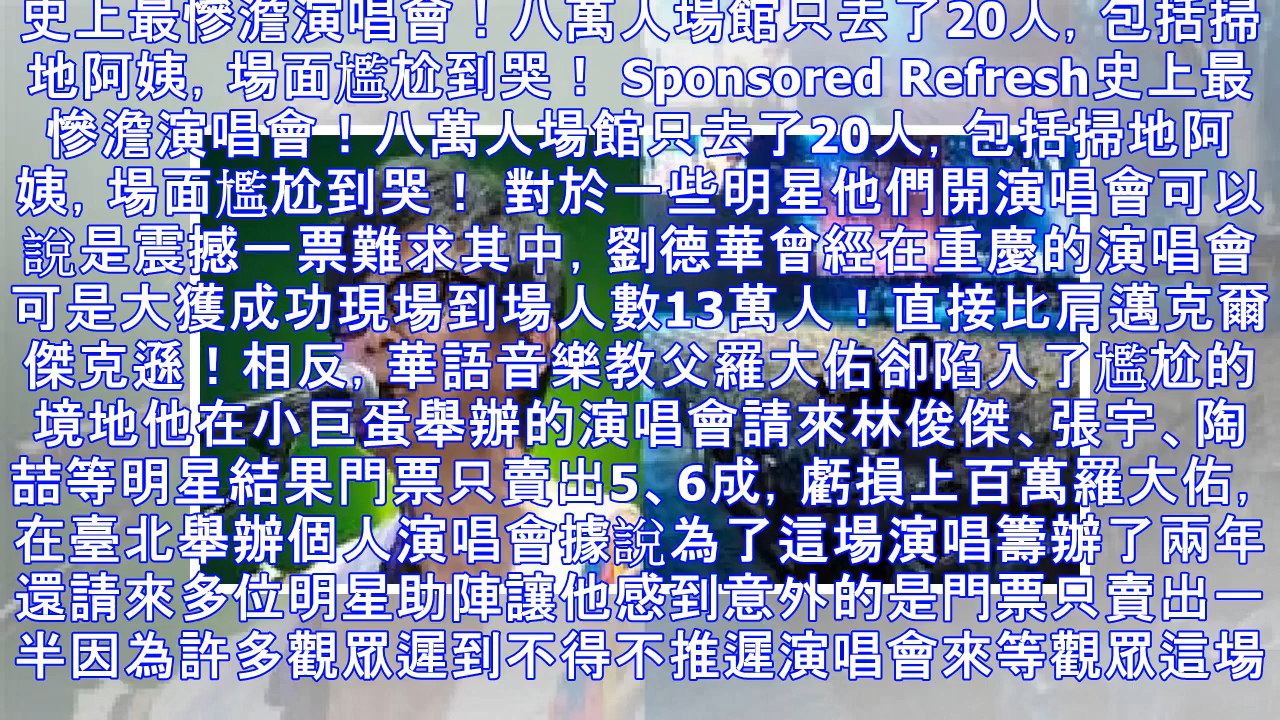 史上最慘澹演唱會！八萬人場館只去了20人, 包括掃
地阿姨, 場面尷尬到哭！ Sponsored Refresh史上最
慘澹演唱會！八萬人場館只去了20人, 包括掃地阿
姨, 場面尷尬到哭！ 對於一些明星他們開演唱會可以
說是震撼一票難求其中, 劉德華曾經在重慶的演唱會
可是大獲成功現場到場人數13萬人！直接比肩邁克爾
傑克遜！相反, 華語音樂教父羅大佑卻陷入了尷尬的
境地他在小巨蛋舉辦的演唱會請來林俊傑、張宇、陶
喆等明星結果門票只賣出5、6成, 虧損上百萬羅大佑,
在臺北舉辦個人演唱會據說為了這場演唱籌辦了兩年
還請來多位明星助陣讓他感到意外的是門票只賣出一
半因為許多觀眾遲到不得不推遲演唱會來等觀眾這場